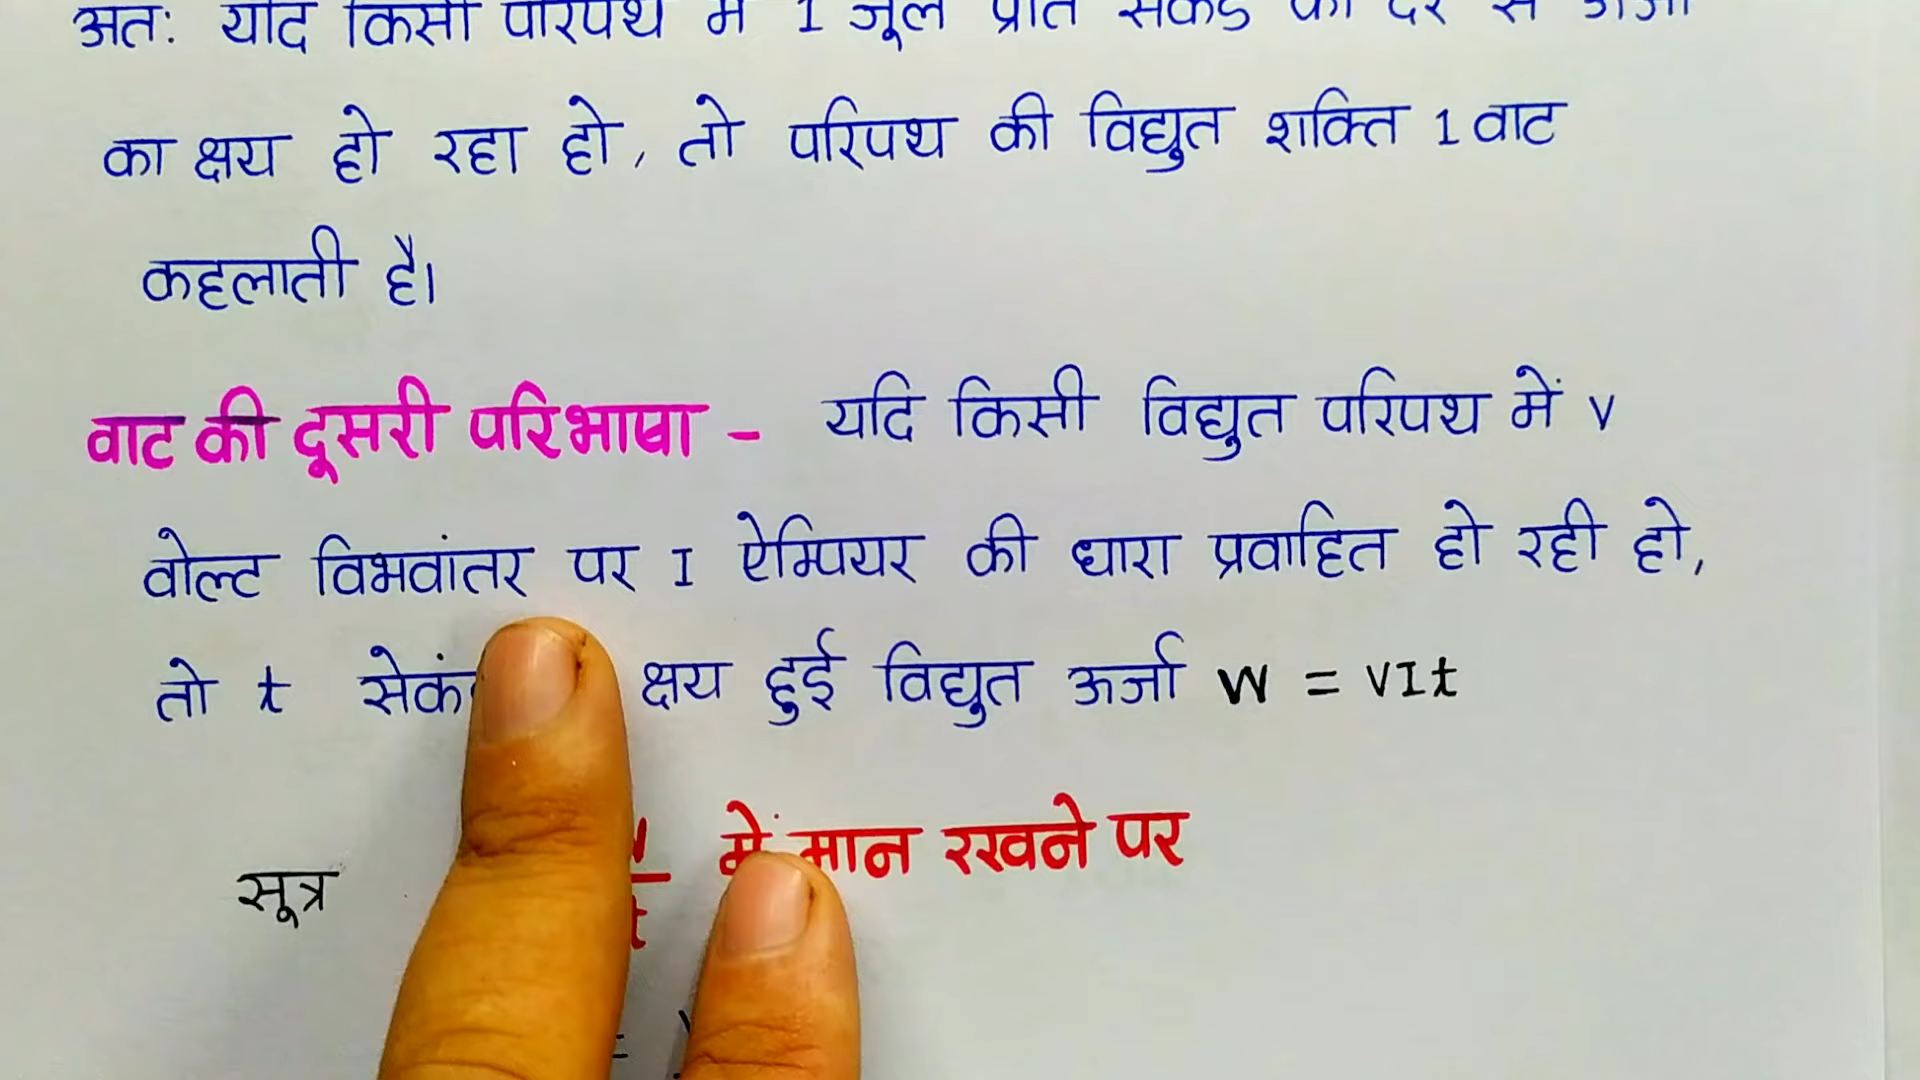 अतः यदि किसी परिपथ में 1 जूल प्रति सेकंड की दर से ऊर्जा
का क्षय हो रहा हो, तो परिपथ की विद्युत शक्ति 1 वाट
कहलाती है।
वाट की दूसरी परिभाषा - यदि किसी विद्युत परिपथ में V
वोल्ट विभवांतर पर I ऐम्पियर की धारा प्रवाहित हो रही हो,
तो t क्षय हुई विद्युत ऊर्जा W = VIt
सूत्र t में मान रखने पर
=